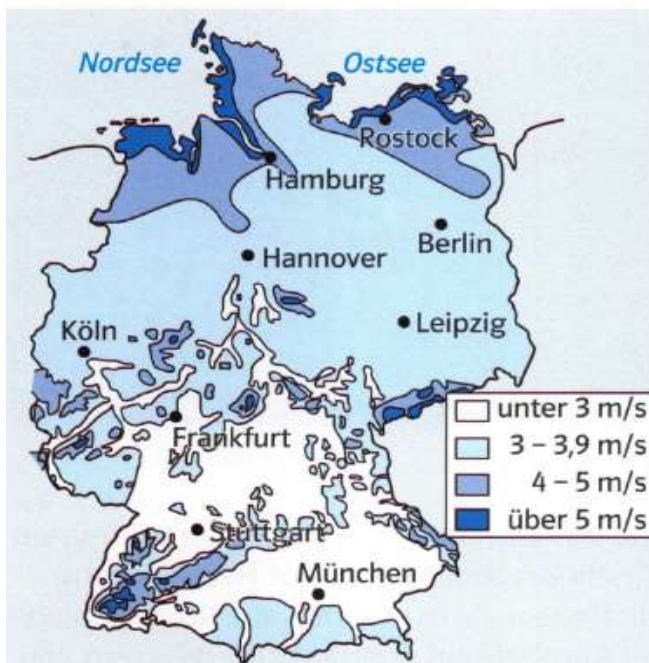 Nordsee
Ostsee
Rostock
Hamburg
Berlin
Hannover
Leipzig
Köln
Frankfurt
Stuttgart
München
unter 3 m/s
3 – 3,9 m/s
4 – 5 m/s
über 5 m/s